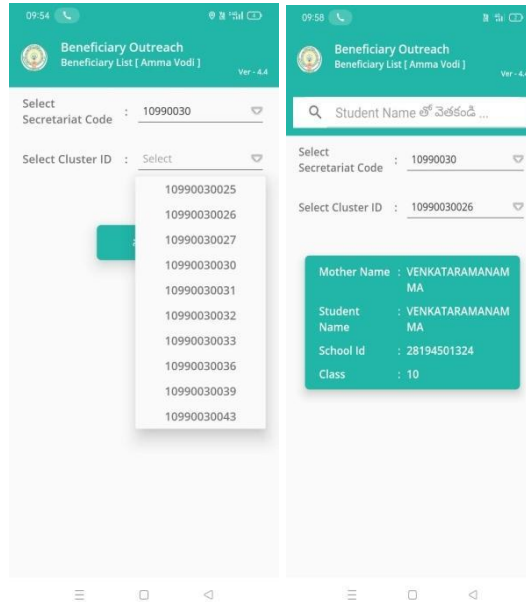 09:54
Beneficiary Outreach
Beneficiary List [ Amma Vodi ]
Ver - 4.4
Select
Secretariat Code : 10990030
Select Cluster ID : Select
10990030025
10990030026
10990030027
10990030030
10990030031
10990030032
10990030033
10990030036
10990030039
10990030043
09:58
Beneficiary Outreach
Beneficiary List [ Amma Vodi ]
Ver - 4.4
Student Name తో వెతకండి ...
Select
Secretariat Code : 10990030
Select Cluster ID : 10990030026
Mother Name : VENKATARAMANAM
MA
Student : VENKATARAMANAM
Name MA
School Id : 28194501324
Class : 10